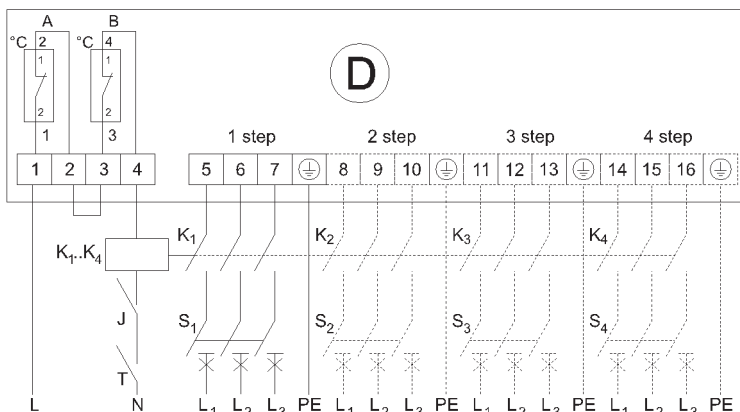 A B
°C 2 °C 4
1 1
D
2 2
1 3 1 step 2 step 3 step 4 step
1 2 3 4 5 6 7 8 9 10 11 12 13 14 15 16
K₁ K₂ K₃ K₄
K₁..K₄
J S₁ S₂ S₃ S₄
T
L N L₁ L₂ L₃ PE L₁ L₂ L₃ PE L₁ L₂ L₃ PE L₁ L₂ L₃ PE